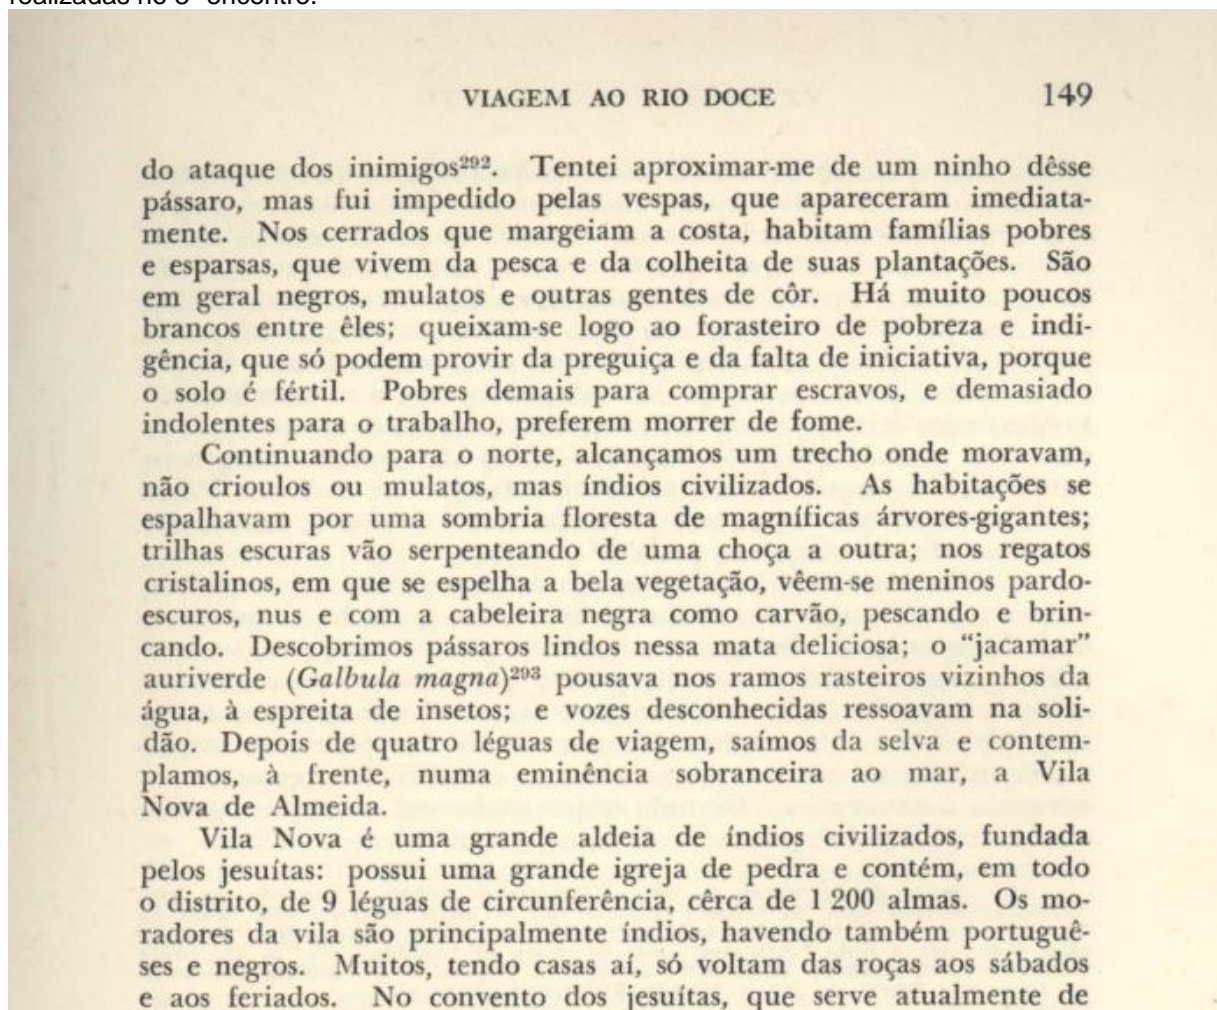 realizadas no encontro.
VIAGEM AO RIO DOCE 149
do ataque dos inimigos²⁹². Tentei aproximar-me de um ninho dêsse
pássaro, mas fui impedido pelas vespas, que apareceram imediata-
mente. Nos cerrados que margeiam a costa, habitam famílias pobres
e esparsas, que vivem da pesca e da colheita de suas plantações. São
em geral negros, mulatos e outras gentes de côr. Há muito poucos
brancos entre êles; queixam-se logo ao forasteiro de pobreza e indi-
gência, que só podem provir da preguiça e da falta de iniciativa, porque
o solo é fértil. Pobres demais para comprar escravos, e demasiado
indolentes para o trabalho, preferem morrer de fome.
Continuando para o norte, alcançamos um trecho onde moravam,
não crioulos ou mulatos, mas índios civilizados. As habitações se
espalhavam por uma sombria floresta de magníficas árvores-gigantes;
trilhas escuras vão serpenteando de uma choça a outra; nos regatos
cristalinos, em que se espelha a bela vegetação, vêem-se meninos pardo-
escuros, nus e com a cabeleira negra como carvão, pescando e brin-
cando. Descobrimos pássaros lindos nessa mata deliciosa; o “jacamar”
auriverde (Galbula magna)²⁹³ pousava nos ramos rasteiros vizinhos da
água, à espreita de insetos; e vozes desconhecidas ressoavam na soli-
dão. Depois de quatro léguas de viagem, saímos da selva e contem-
plamos, à frente, numa eminência sobranceira ao mar, a Vila
Nova de Almeida.
Vila Nova é uma grande aldeia de índios civilizados, fundada
pelos jesuítas: possui uma grande igreja de pedra e contém, em todo
o distrito, de 9 léguas de circunferência, cêrca de 1 200 almas. Os mo-
radores da vila são principalmente índios, havendo também portuguê-
ses e negros. Muitos, tendo casas aí, só voltam das roças aos sábados
e aos feriados. No convento dos jesuítas, que serve atualmente de